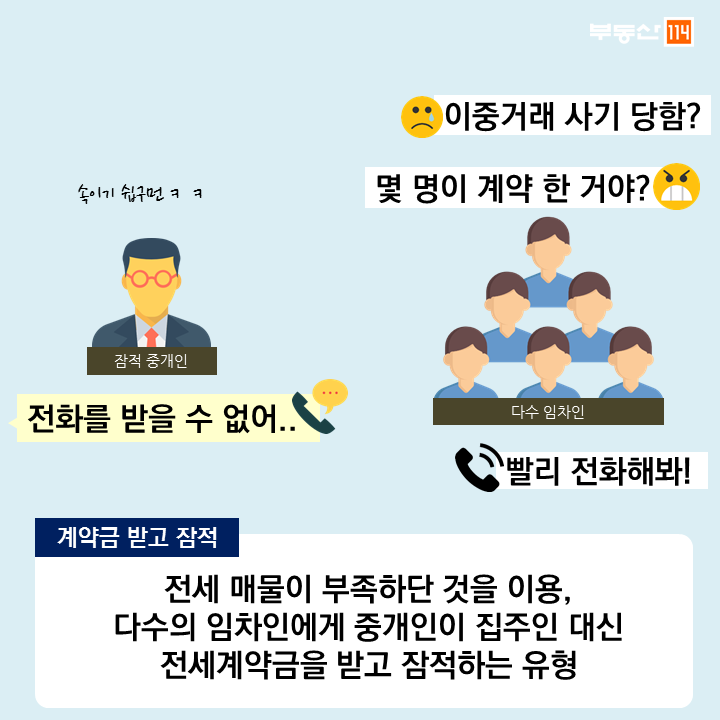 부동산 114
이중거래 사기 당함?
몇 명이 계약 한 거야?
속이기 쉽구먼 ㅋ ㅋ
잠적 중개인
전화를 받을 수 없어..
다수 임차인
빨리 전화해봐!
계약금 받고 잠적
전세 매물이 부족하단 것을 이용,
다수의 임차인에게 중개인이 집주인 대신
전세계약금을 받고 잠적하는 유형